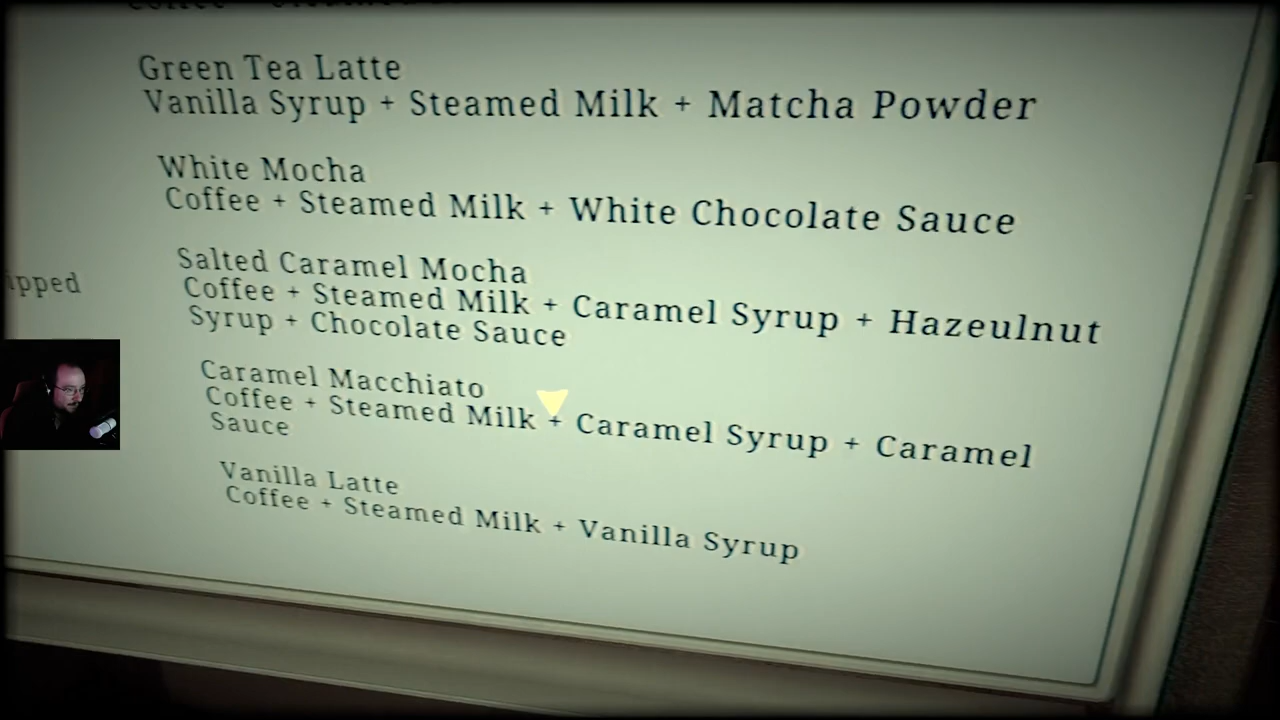 Green Tea Latte
Vanilla Syrup + Steamed Milk + Matcha Powder
White Mocha
Coffee + Steamed Milk + White Chocolate Sauce
Salted Caramel Mocha
Coffee + Steamed Milk + Caramel Syrup + Hazeulnut
Syrup + Chocolate Sauce
ipped
Caramel Macchiato
Coffee + Steamed Milk + Caramel Syrup + Caramel
Sauce
Vanilla Latte
Coffee + Steamed Milk + Vanilla Syrup